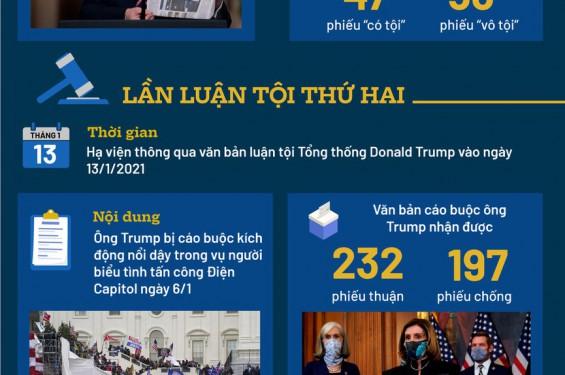 phiếu “có tội”
phiếu “vô tội”
LẦN LUẬN TỘI THỨ HAI
THÁNG 1
13
Thời gian
Hạ viện thông qua văn bản luận tội Tổng thống Donald Trump vào ngày
13/1/2021
Nội dung
Ông Trump bị cáo buộc kích
động nổi dậy trong vụ người
biểu tình tấn công Điện
Capitol ngày 6/1
Văn bản cáo buộc ông
Trump nhận được
232
phiếu thuận
197
phiếu chống